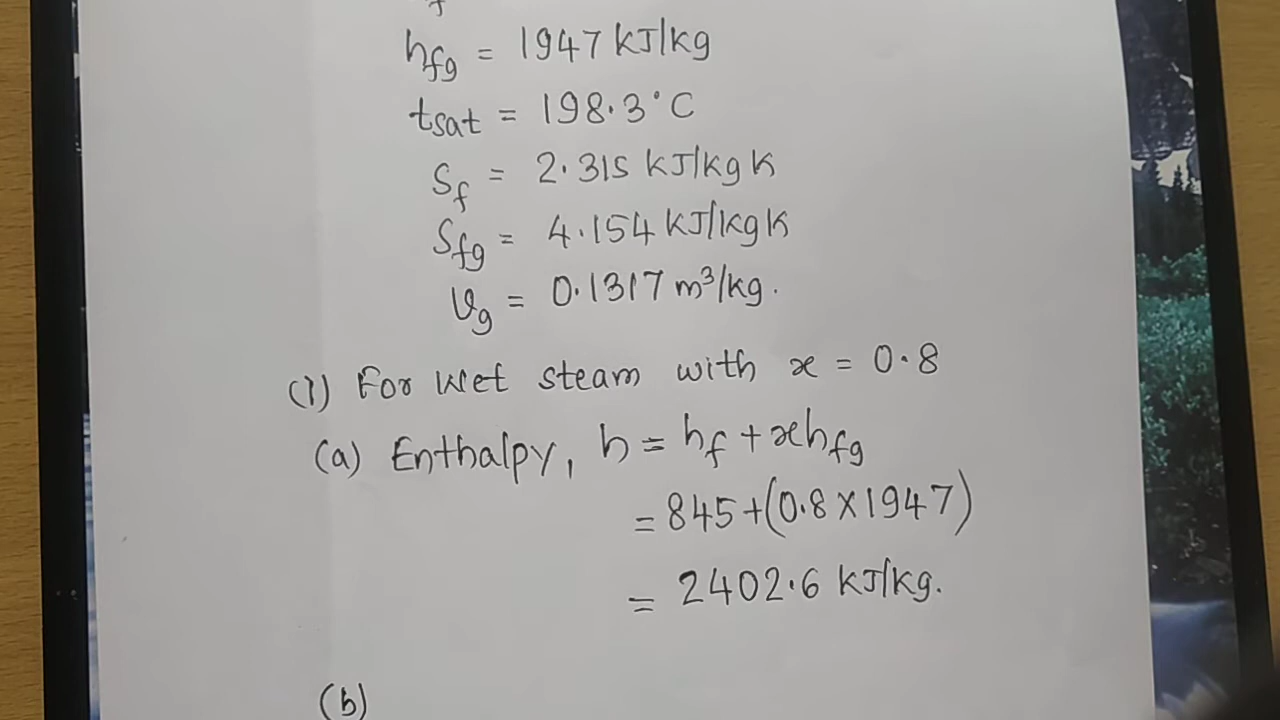 hfg = 1947 kJ/kg
tsat = 198.3°C
Sf = 2.315 kJ/kg K
Sfg = 4.154 kJ/kg K
vg = 0.1317 m³/kg.
(1) For wet steam with x = 0.8
(a) Enthalpy, h = hf + xhfg
= 845+(0.8×1947)
= 2402.6 kJ/kg.
(b)